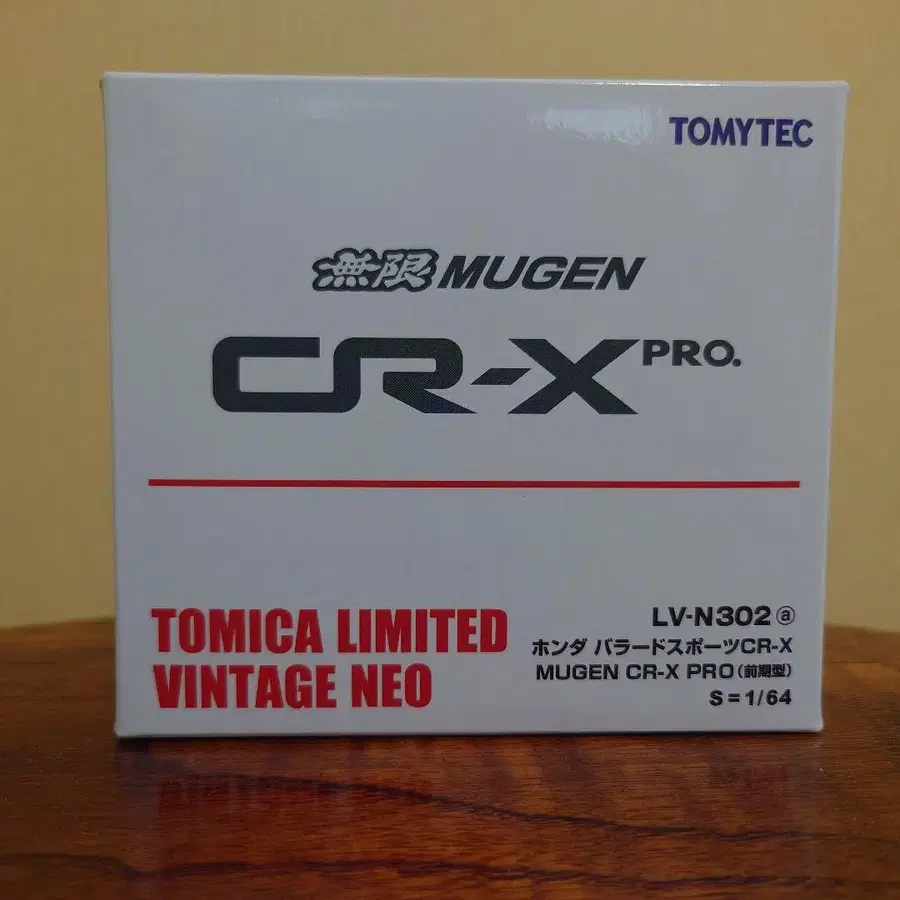 TOMYTEC
無限 MUGEN
CR-X PRO.
TOMICA LIMITED
VINTAGE NEO
LV-N302 ⓐ
ホンダ バラードスポーツCR-X
MUGEN CR-X PRO(前期型)
S=1/64